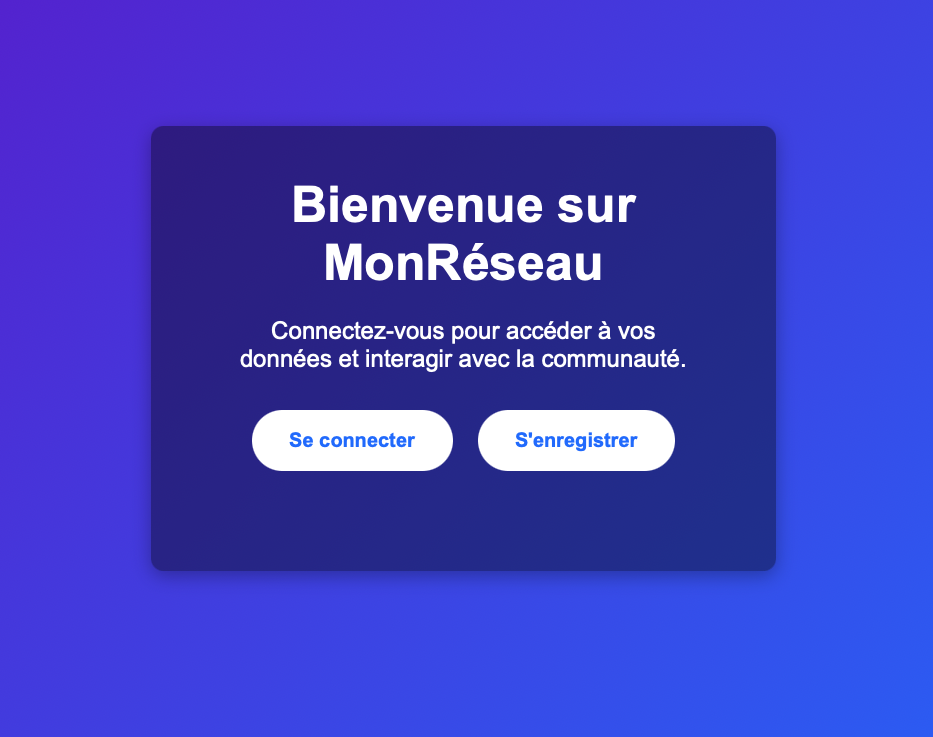 Bienvenue sur
MonRéseau
Connectez-vous pour accéder à vos
données et interagir avec la communauté.
Se connecter
S'enregistrer